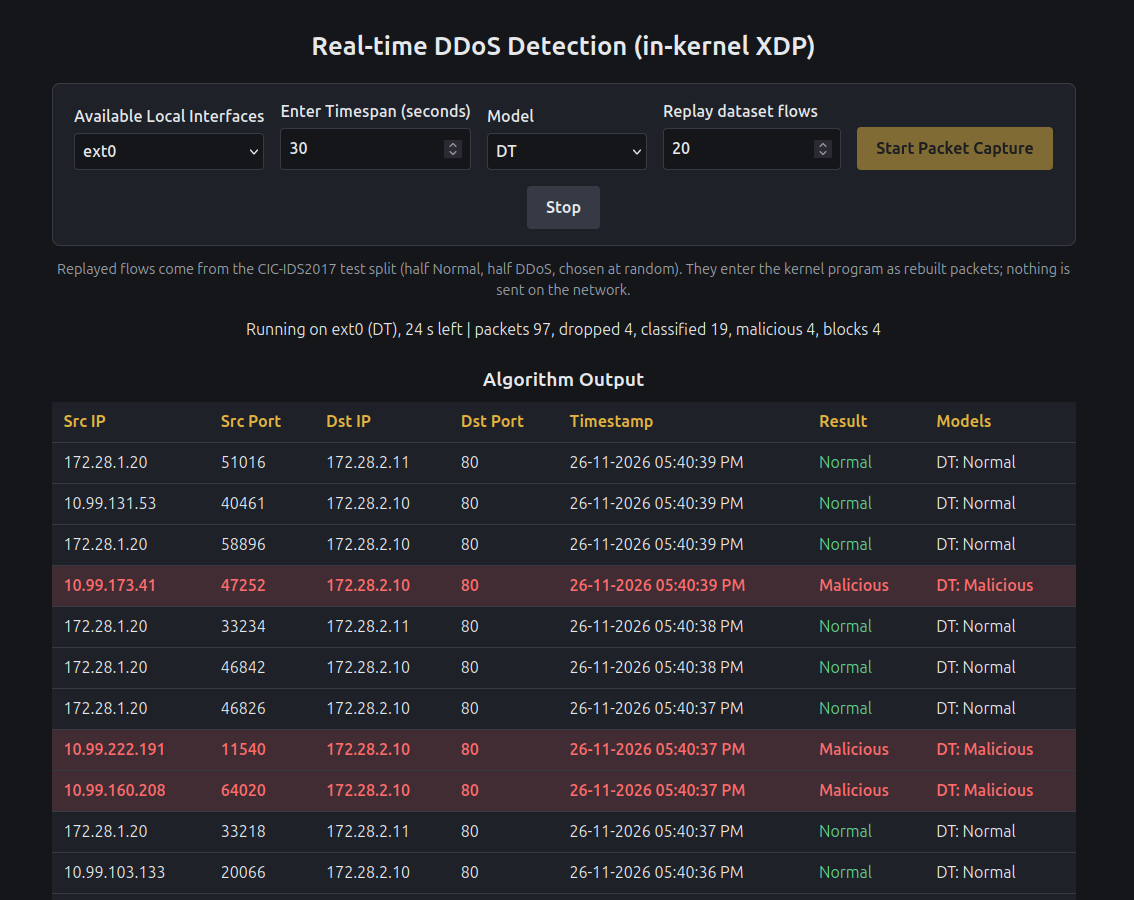 Real-time DDoS Detection (in-kernel XDP)
Available Local Interfaces Enter Timespan (seconds) Model Replay dataset flows
ext0 30 DT 20 Start Packet Capture
Stop
Replayed flows come from the CIC-IDS2017 test split (half Normal, half DDoS, chosen at random). They enter the kernel program as rebuilt packets; nothing is
sent on the network.
Running on ext0 (DT), 24 s left | packets 97, dropped 4, classified 19, malicious 4, blocks 4
Algorithm Output
Src IP Src Port Dst IP Dst Port Timestamp Result Models
172.28.1.20 51016 172.28.2.11 80 26-11-2026 05:40:39 PM Normal DT: Normal
10.99.131.53 40461 172.28.2.10 80 26-11-2026 05:40:39 PM Normal DT: Normal
172.28.1.20 58896 172.28.2.10 80 26-11-2026 05:40:39 PM Normal DT: Normal
10.99.173.41 47252 172.28.2.10 80 26-11-2026 05:40:39 PM Malicious DT: Malicious
172.28.1.20 33234 172.28.2.11 80 26-11-2026 05:40:38 PM Normal DT: Normal
172.28.1.20 46842 172.28.2.10 80 26-11-2026 05:40:38 PM Normal DT: Normal
172.28.1.20 46826 172.28.2.10 80 26-11-2026 05:40:37 PM Normal DT: Normal
10.99.222.191 11540 172.28.2.10 80 26-11-2026 05:40:37 PM Malicious DT: Malicious
10.99.160.208 64020 172.28.2.10 80 26-11-2026 05:40:37 PM Malicious DT: Malicious
172.28.1.20 33218 172.28.2.11 80 26-11-2026 05:40:37 PM Normal DT: Normal
10.99.103.133 20066 172.28.2.10 80 26-11-2026 05:40:36 PM Normal DT: Normal